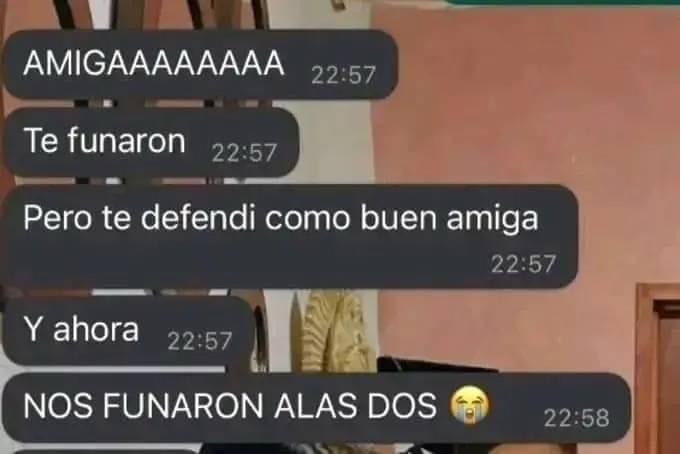 AMIGAAAAAAAA 22:57
Te funaron 22:57
Pero te defendi como buen amiga
22:57
Y ahora 22:57
NOS FUNARON ALAS DOS 😭 22:58